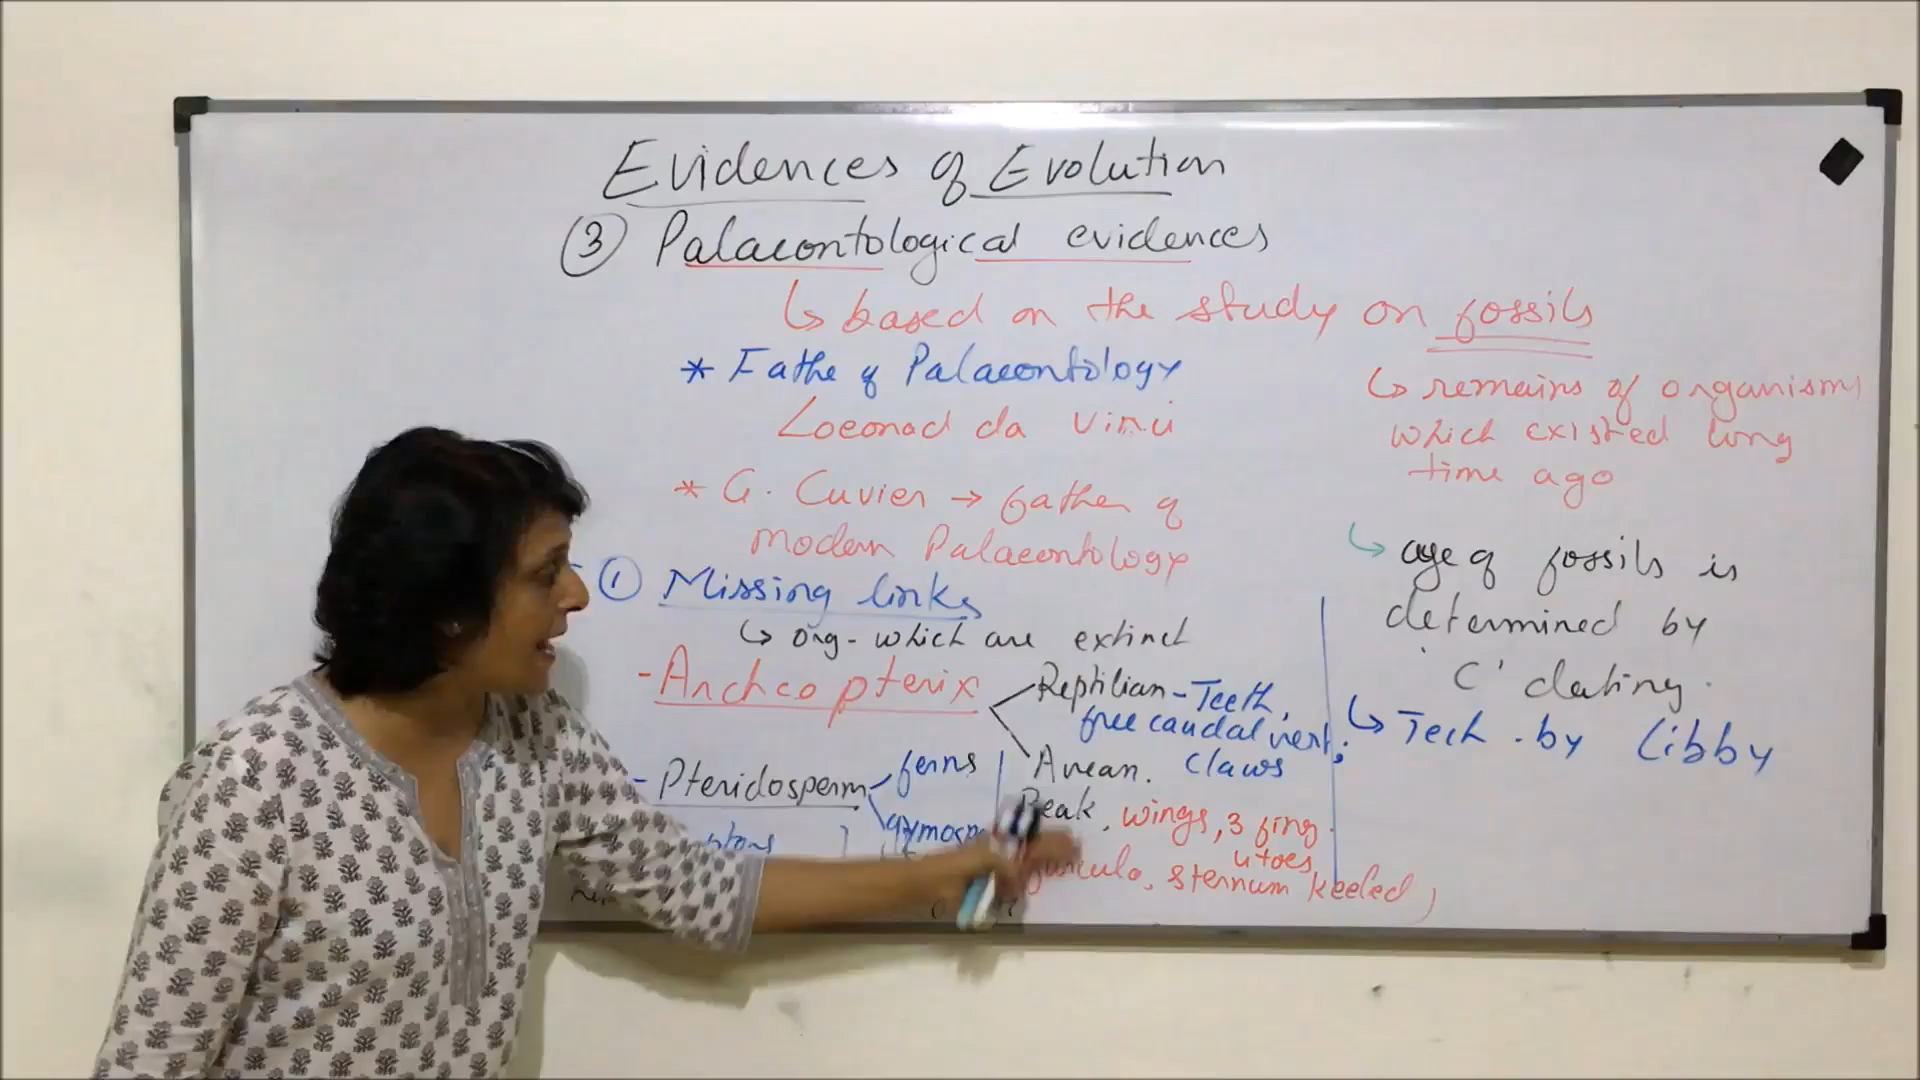 Evidences of Evolution
③ Palaeontological evidences
↳ based on the study on fossils
* Fathe of Palaeontology
Loeonad da Vinci
* G. Cuvier → father of
modern Palaeontology
① Missing links
↳ org - which are extinct
- Archeopterix
Reptilian - Teeth,
free caudal vert;
Avean. Claws
Beak, wings, 3 fing.
4 toes,
sternum keeled,
- Pteridosperm
ferns
↳ remains of organisms
which existed long
time ago
↳ age of fossils is
determined by
'C' dating.
↳ Tech . by Libby